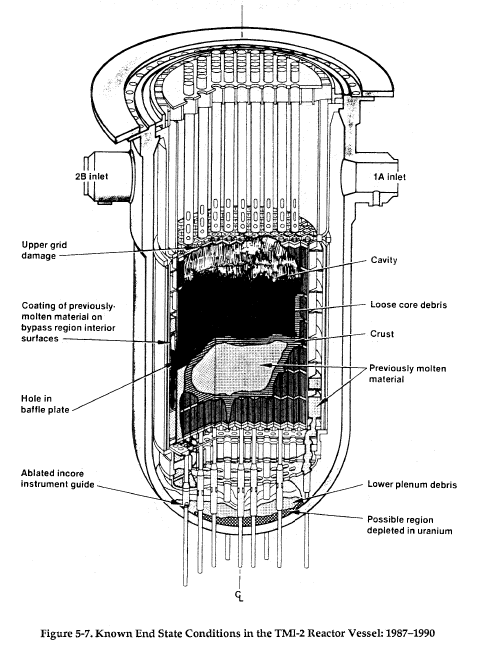 2B inlet
1A inlet
Upper grid
damage
Cavity
Coating of previously-
molten material on
bypass region interior
surfaces
Loose core debris
Crust
Previously molten
material
Hole in
baffle plate
Ablated incore
instrument guide
Lower plenum debris
Possible region
depleted in uranium
CL
Figure 5-7. Known End State Conditions in the TMI-2 Reactor Vessel: 1987–1990